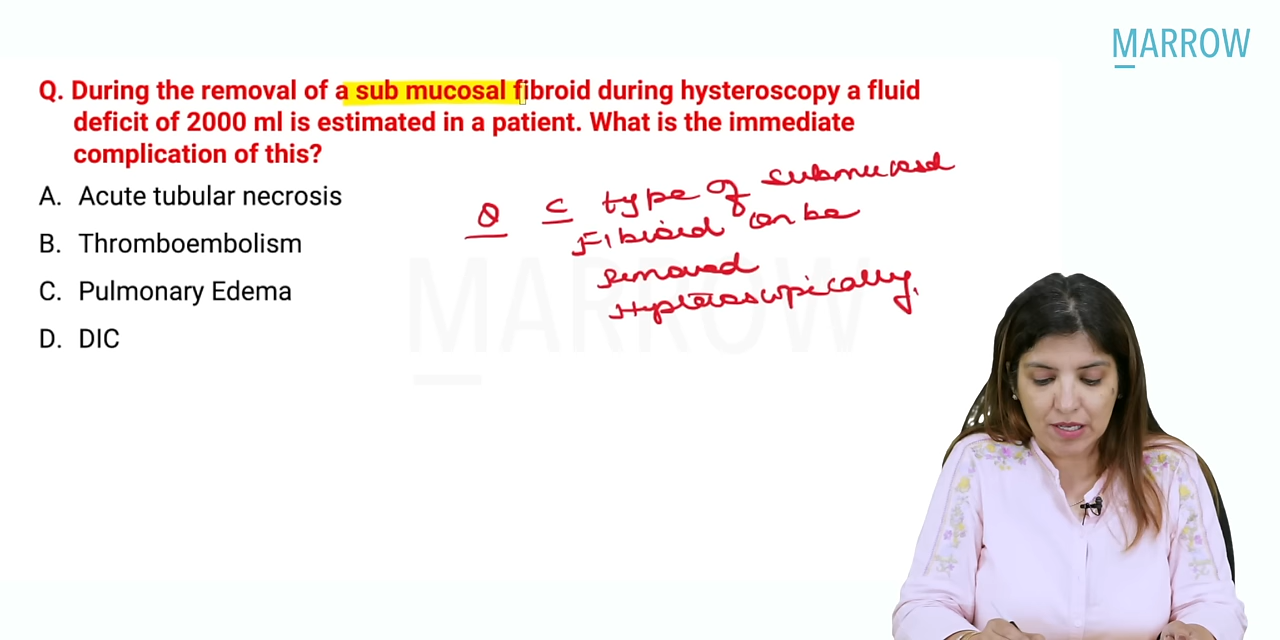 MARROW
Q. During the removal of a sub mucosal fibroid during hysteroscopy a fluid
deficit of 2000 ml is estimated in a patient. What is the immediate
complication of this?
A. Acute tubular necrosis
B. Thromboembolism
C. Pulmonary Edema
D. DIC
Q C type of submucosal
Fibroid can be
removed
Hysteroscopically.
MARROW